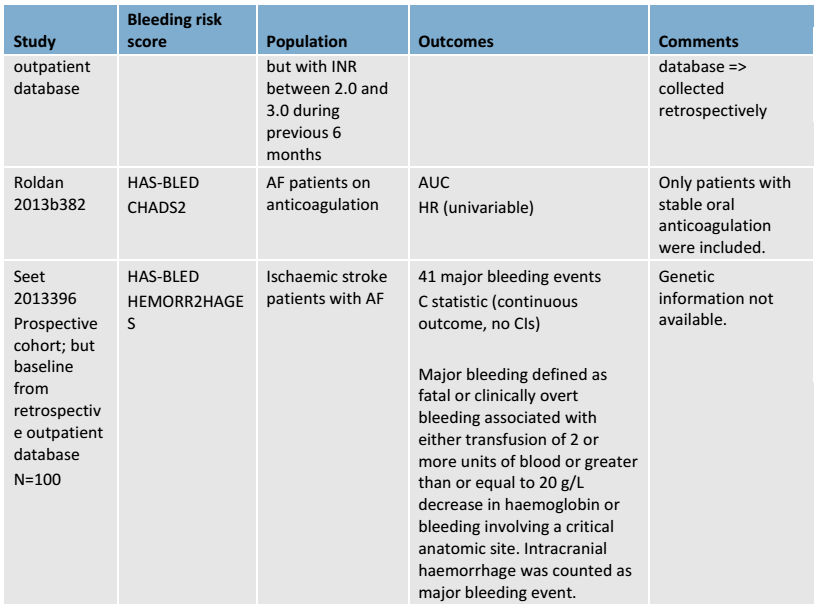 Study
Bleeding risk
score
Population
Outcomes
Comments
outpatient
database
but with INR
between 2.0 and
3.0 during
previous 6
months
database =>
collected
retrospectively
Roldan
2013b382
HAS-BLED
CHADS2
AF patients on
anticoagulation
AUC
HR (univariable)
Only patients with
stable oral
anticoagulation
were included.
Seet
2013396
Prospective
cohort; but
baseline
from
retrospectiv
e outpatient
database
N=100
HAS-BLED
HEMORR2HAGE
S
Ischaemic stroke
patients with AF
41 major bleeding events
C statistic (continuous
outcome, no CIs)
Major bleeding defined as
fatal or clinically overt
bleeding associated with
either transfusion of 2 or
more units of blood or greater
than or equal to 20 g/L
decrease in haemoglobin or
bleeding involving a critical
anatomic site. Intracranial
haemorrhage was counted as
major bleeding event.
Genetic
information not
available.